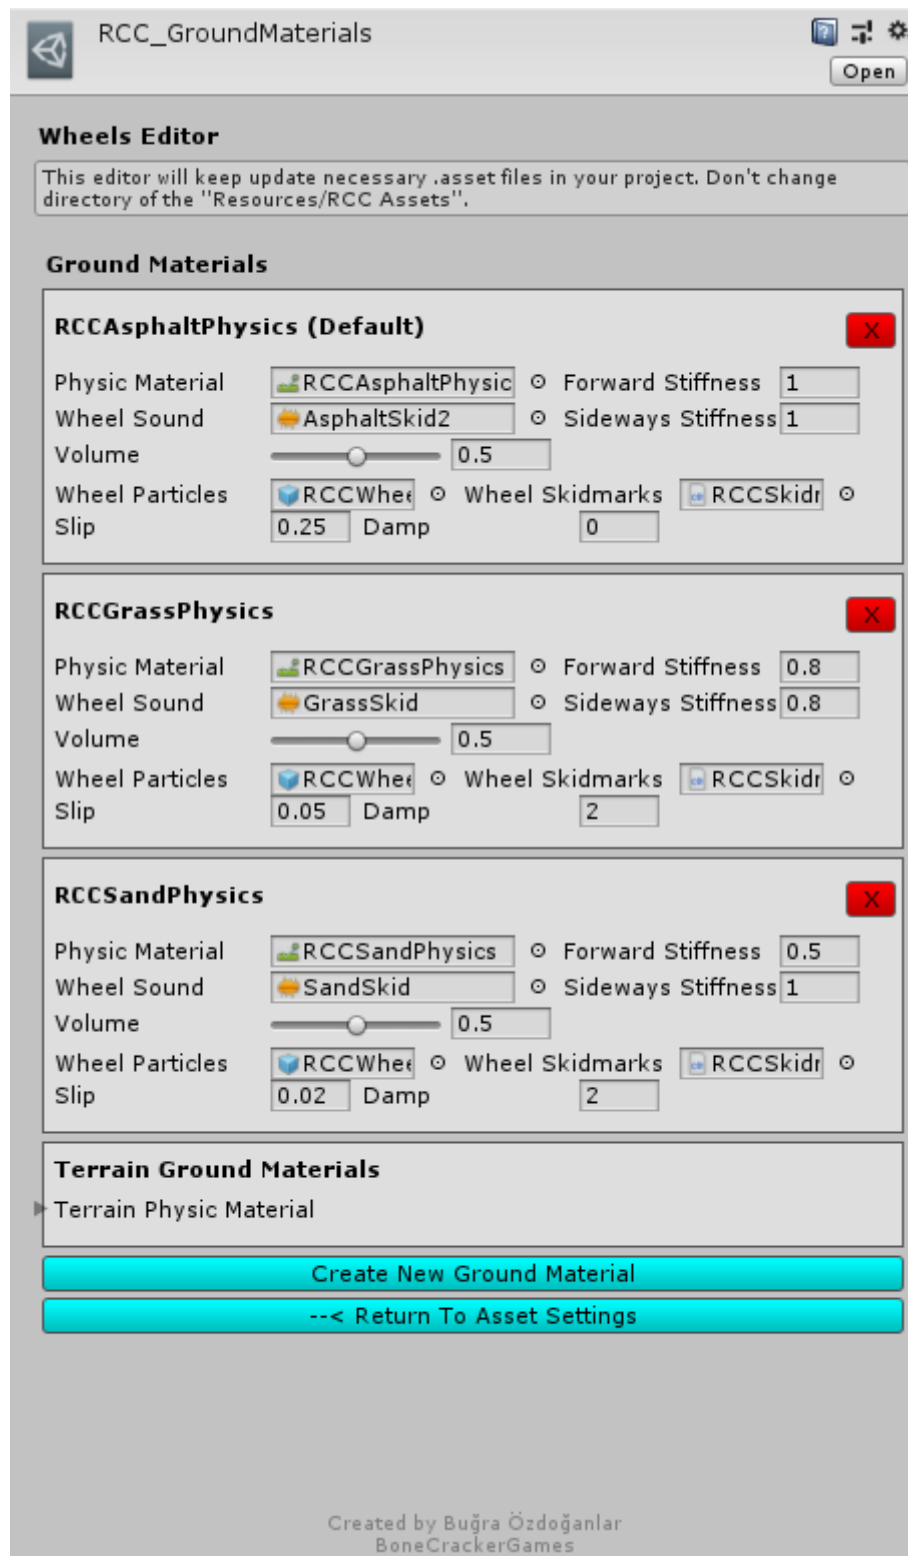 RCC_GroundMaterials
Open
Wheels Editor
This editor will keep update necessary .asset files in your project. Don't change
directory of the "Resources/RCC Assets".
Ground Materials
RCCAsphaltPhysics (Default) X
Physic Material RCCAsphaltPhysic Forward Stiffness 1
Wheel Sound AsphaltSkid2 Sideways Stiffness 1
Volume 0.5
Wheel Particles RCCWhee Wheel Skidmarks RCCSkidr
Slip 0.25 Damp 0
RCCGrassPhysics X
Physic Material RCCGrassPhysics Forward Stiffness 0.8
Wheel Sound GrassSkid Sideways Stiffness 0.8
Volume 0.5
Wheel Particles RCCWhee Wheel Skidmarks RCCSkidr
Slip 0.05 Damp 2
RCCSandPhysics X
Physic Material RCCSandPhysics Forward Stiffness 0.5
Wheel Sound SandSkid Sideways Stiffness 1
Volume 0.5
Wheel Particles RCCWhee Wheel Skidmarks RCCSkidr
Slip 0.02 Damp 2
Terrain Ground Materials
Terrain Physic Material
Create New Ground Material
--< Return To Asset Settings
Created by Buğra Özdoğanlar
BoneCrackerGames